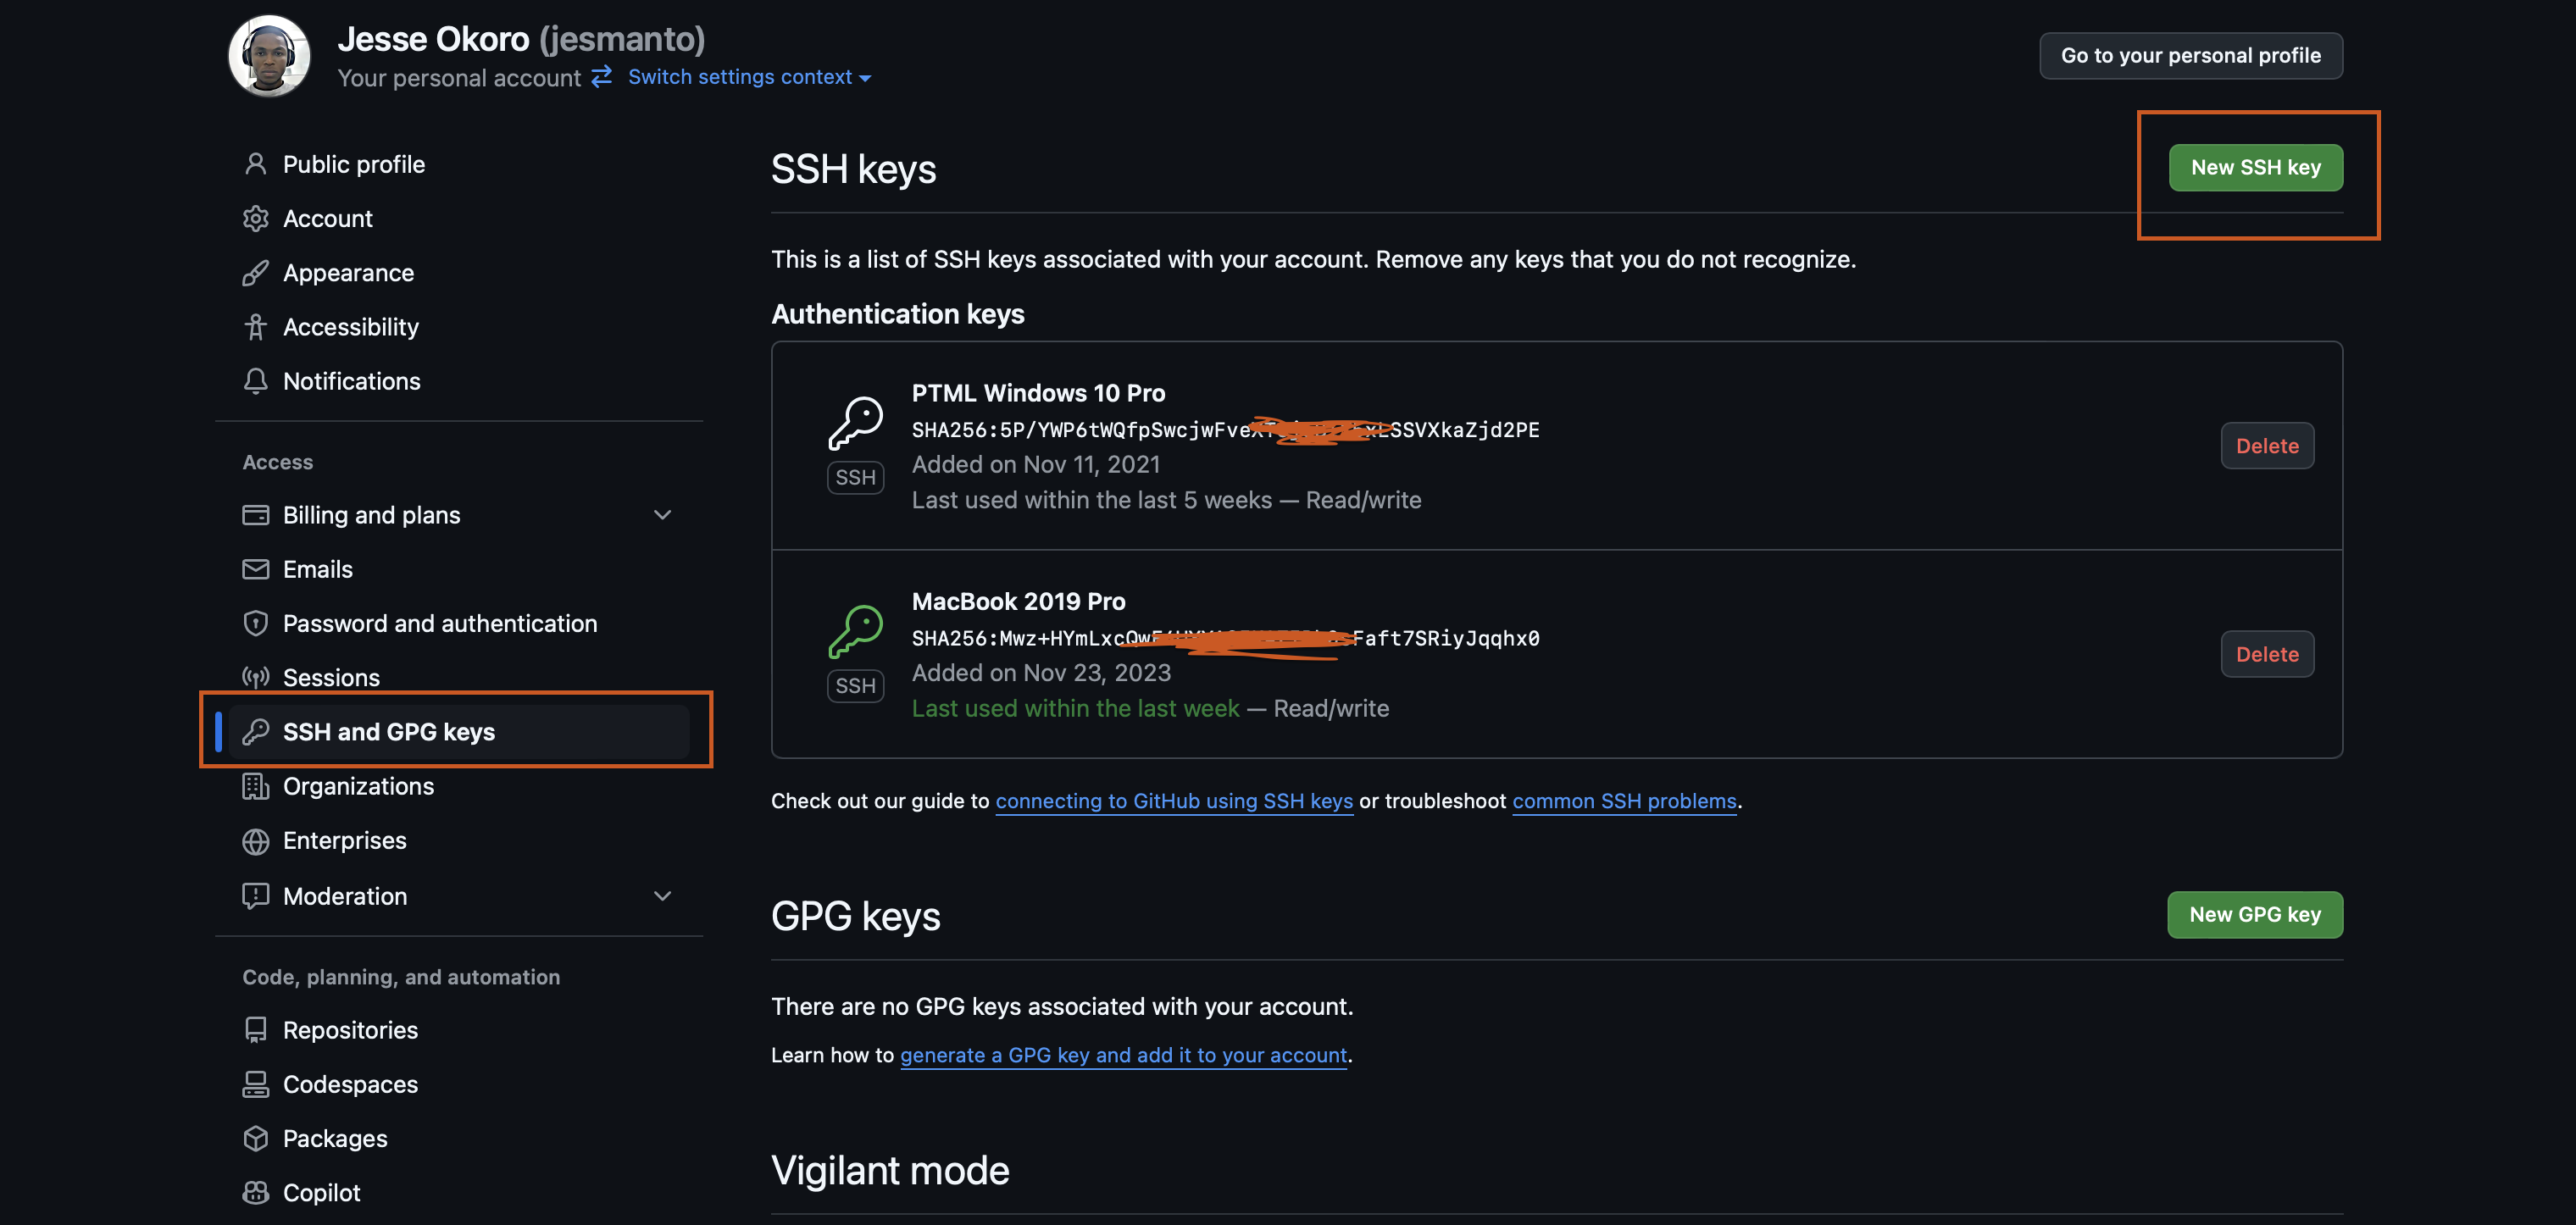 Jesse Okoro (jesmanto)
Your personal account Switch settings context
Go to your personal profile
Public profile
Account
Appearance
Accessibility
Notifications
Access
Billing and plans
Emails
Password and authentication
Sessions
SSH and GPG keys
Organizations
Enterprises
Moderation
Code, planning, and automation
Repositories
Codespaces
Packages
Copilot
SSH keys
New SSH key
This is a list of SSH keys associated with your account. Remove any keys that you do not recognize.
Authentication keys
PTML Windows 10 Pro
SHA256:5P/YWP6tWQfpSwcjwFve SSVXkaZjd2PE
Added on Nov 11, 2021
Last used within the last 5 weeks — Read/write
SSH
Delete
MacBook 2019 Pro
SHA256:Mwz+HYmLxcQw Faft7SRiyJqqhx0
Added on Nov 23, 2023
Last used within the last week — Read/write
SSH
Delete
Check out our guide to connecting to GitHub using SSH keys or troubleshoot common SSH problems.
GPG keys
New GPG key
There are no GPG keys associated with your account.
Learn how to generate a GPG key and add it to your account.
Vigilant mode